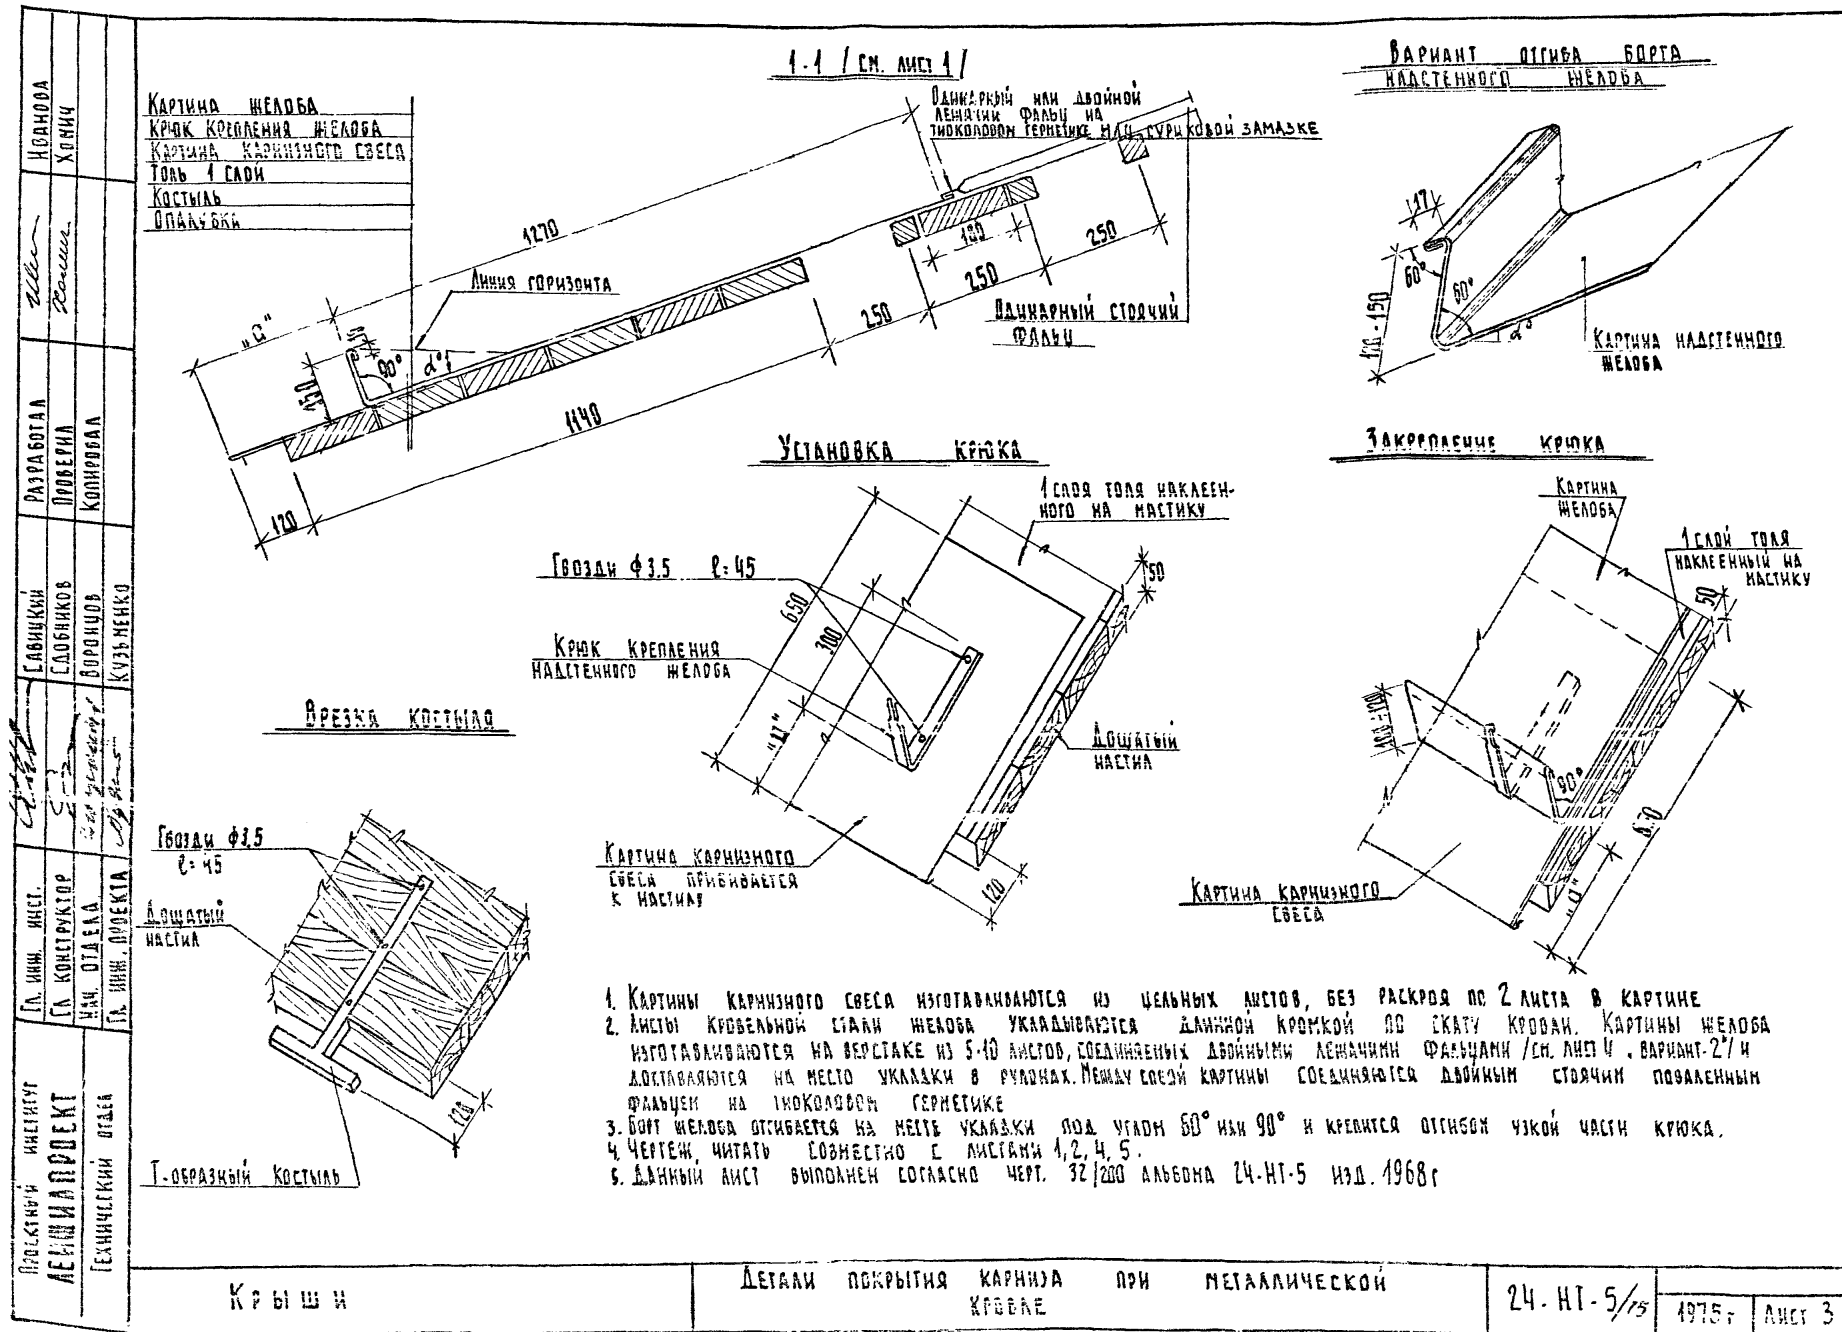 1-1 /см. лист 1/
Картина желоба
Крюк крепления желоба
Картина карнизного свеса
Толь 1 слой
Костыль
Опалубка
Одинарный или двойной
лежачий фальц на
тиоколовом герметике или суриковой замазке
1270
Линия горизонта
"а"
150
90°
α°
1140
120
250
180
250
250
Одинарный стоячий
фальц
Вариант отгиба борта
надстенного желоба
17
60°
60°
120-150
α°
Картина надстенного
желоба
Установка крюка
1 слоя толя наклеен-
ного на мастику
Гвозди ф3.5 ℓ=45
Крюк крепления
надстенного желоба
650
300
"а"
50
Дощатый
настил
Картина карнизного
свеса прибивается
к настилу
120
Закрепление крюка
Картина
желоба
1 слой толя
наклеенный на
мастику
50
100÷120
90°
"а"
Картина карнизного
свеса
Врезка костыля
Гвозди ф3,5
ℓ=45
Дощатый
настил
120
Т-образный костыль
1. Картины карнизного свеса изготавливаются из цельных листов, без раскроя по 2 листа в картине
2. Листы кровельной стали желоба укладываются длинной кромкой по скату кровли. Картины желоба
изготавливаются на верстаке из 5-10 листов, соединяемых двойными лежачими фальцами /см. лист 4, вариант-2"/ и
доставляются на место укладки в рулонах. Между собой картины соединяются двойным стоячим поваленным
фальцем на тиоколовом герметике
3. Борт желоба отгибается на месте укладки под углом 60° или 90° и крепится отгибом узкой части крюка.
4. Чертеж читать совместно с листами 1, 2, 4, 5.
5. Данный лист выполнен согласно черт. 32/200 альбома 24-НТ-5 изд. 1968г
Проектный институт
Ленжилпроект
Технический отдел
Гл. инж. инст.
Гл. конструктор
Нач. отдела
Гл. инж. проекта
Савицкий
Сдобников
Воронцов
Кузьменко
Разработал
Проверил
Копировал
Иванова
Хонич
Крыши
Детали покрытия карниза при металлической
кровле
24-НТ-5/75
1975г
Лист 3